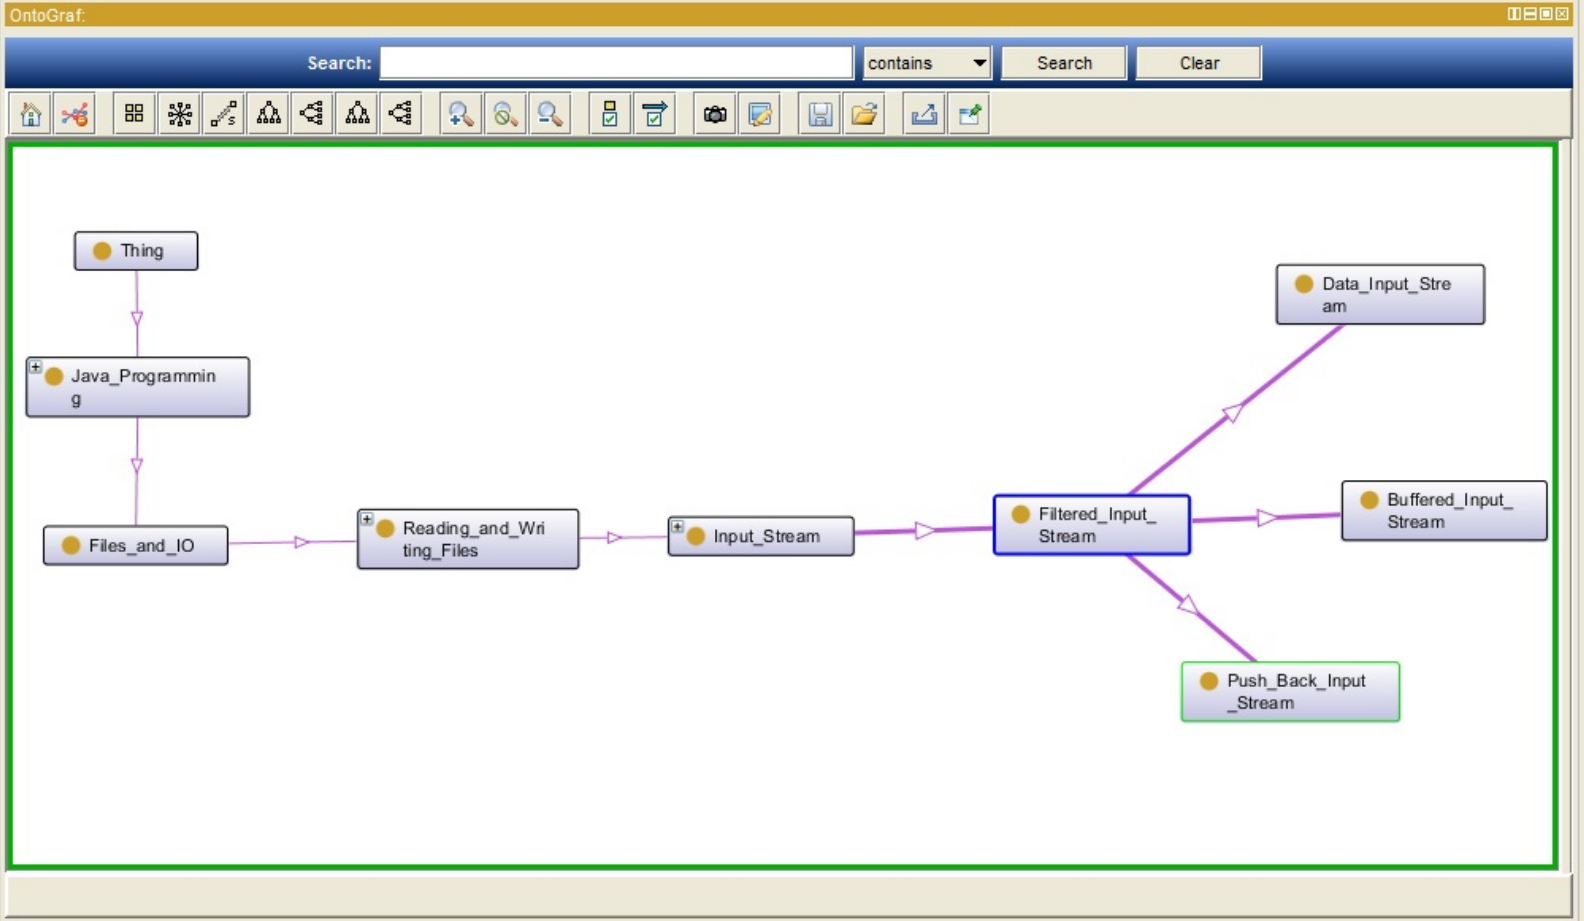 OntoGraf:
Search:
contains
Search
Clear
Thing
Java_Programmin
g
Files_and_IO
Reading_and_Wri
ting_Files
Input_Stream
Filtered_Input_
Stream
Data_Input_Stre
am
Buffered_Input_
Stream
Push_Back_Input
_Stream